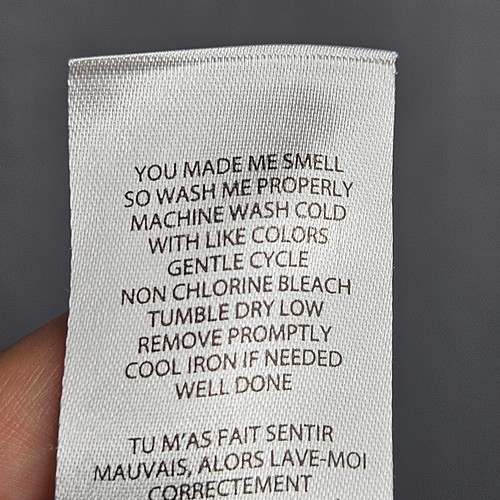 YOU MADE ME SMELL
SO WASH ME PROPERLY
MACHINE WASH COLD
WITH LIKE COLORS
GENTLE CYCLE
NON CHLORINE BLEACH
TUMBLE DRY LOW
REMOVE PROMPTLY
COOL IRON IF NEEDED
WELL DONE
TU M'AS FAIT SENTIR
MAUVAIS, ALORS LAVE-MOI
CORRECTEMENT